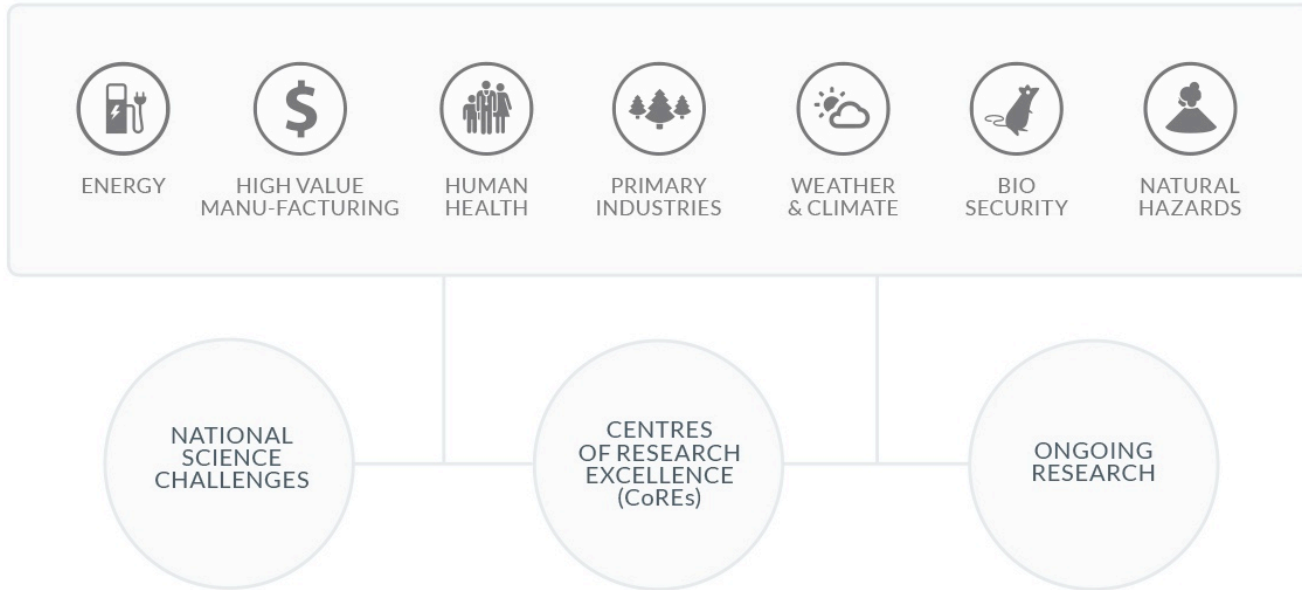 ENERGY
HIGH VALUE
MANU-FACTURING
HUMAN
HEALTH
PRIMARY
INDUSTRIES
WEATHER
& CLIMATE
BIO
SECURITY
NATURAL
HAZARDS
NATIONAL
SCIENCE
CHALLENGES
CENTRES
OF RESEARCH
EXCELLENCE
(CoREs)
ONGOING
RESEARCH